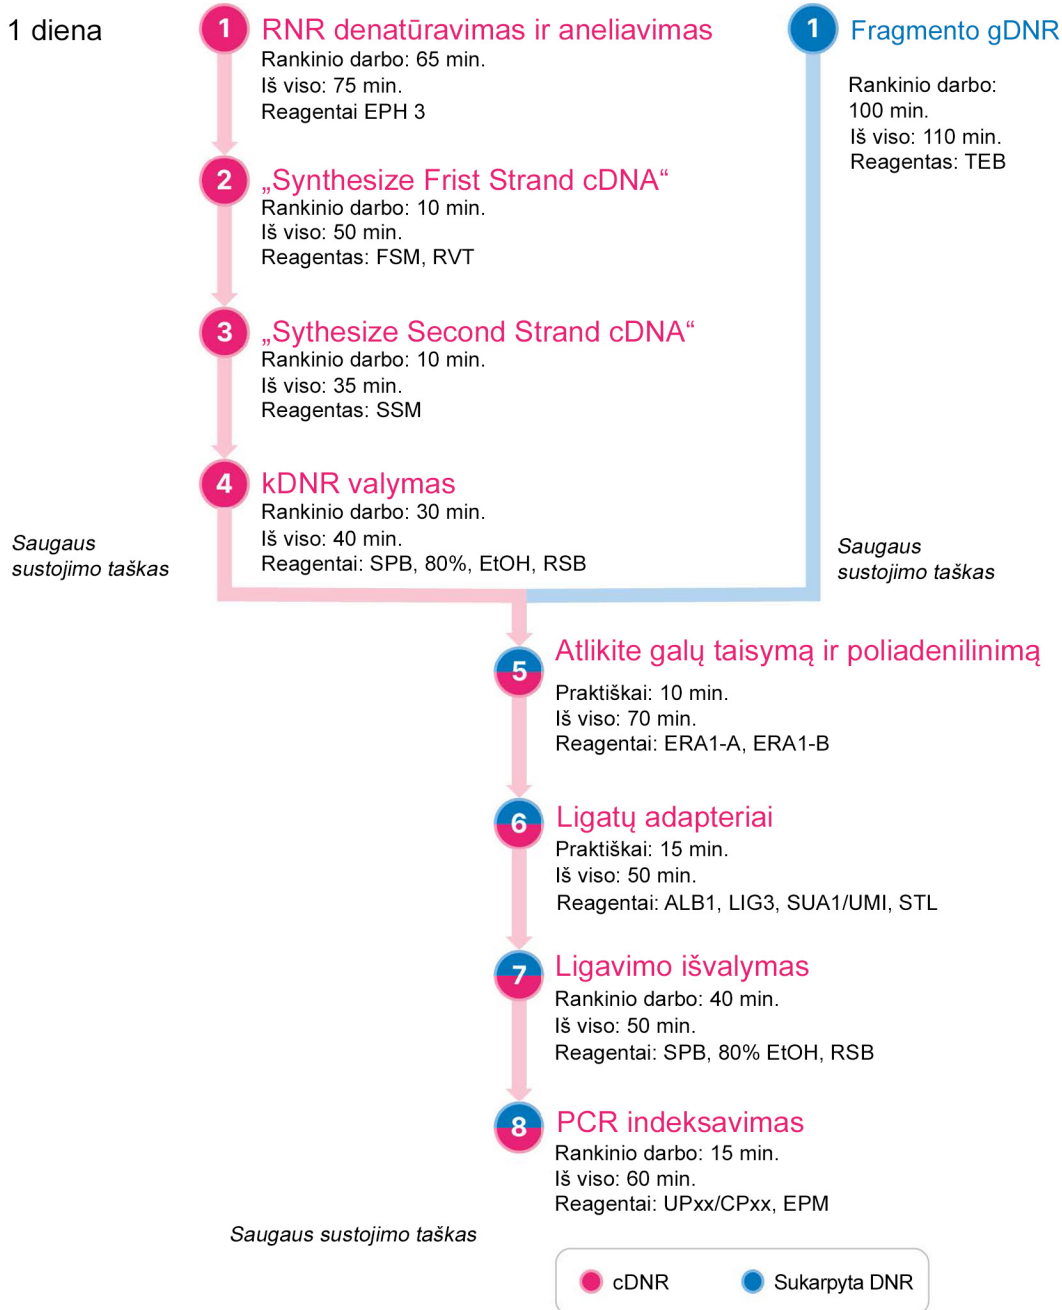 1 diena
1
RNR denatūravimas ir aneliavimas
Rankinio darbo: 65 min.
Iš viso: 75 min.
Reagentai EPH 3
1
Fragmento gDNR
Rankinio darbo:
100 min.
Iš viso: 110 min.
Reagentas: TEB
2
„Synthesize Frist Strand cDNA“
Rankinio darbo: 10 min.
Iš viso: 50 min.
Reagentas: FSM, RVT
3
„Sythesize Second Strand cDNA“
Rankinio darbo: 10 min.
Iš viso: 35 min.
Reagentas: SSM
4
kDNR valymas
Rankinio darbo: 30 min.
Iš viso: 40 min.
Reagentai: SPB, 80%, EtOH, RSB
Saugaus
sustojimo taškas
Saugaus
sustojimo taškas
5
Atlikite galų taisymą ir poliadenilinimą
Praktiškai: 10 min.
Iš viso: 70 min.
Reagentai: ERA1-A, ERA1-B
6
Ligatų adapteriai
Praktiškai: 15 min.
Iš viso: 50 min.
Reagentai: ALB1, LIG3, SUA1/UMI, STL
7
Ligavimo išvalymas
Rankinio darbo: 40 min.
Iš viso: 50 min.
Reagentai: SPB, 80% EtOH, RSB
8
PCR indeksavimas
Rankinio darbo: 15 min.
Iš viso: 60 min.
Reagentai: UPxx/CPxx, EPM
Saugaus sustojimo taškas
cDNR
Sukarpyta DNR